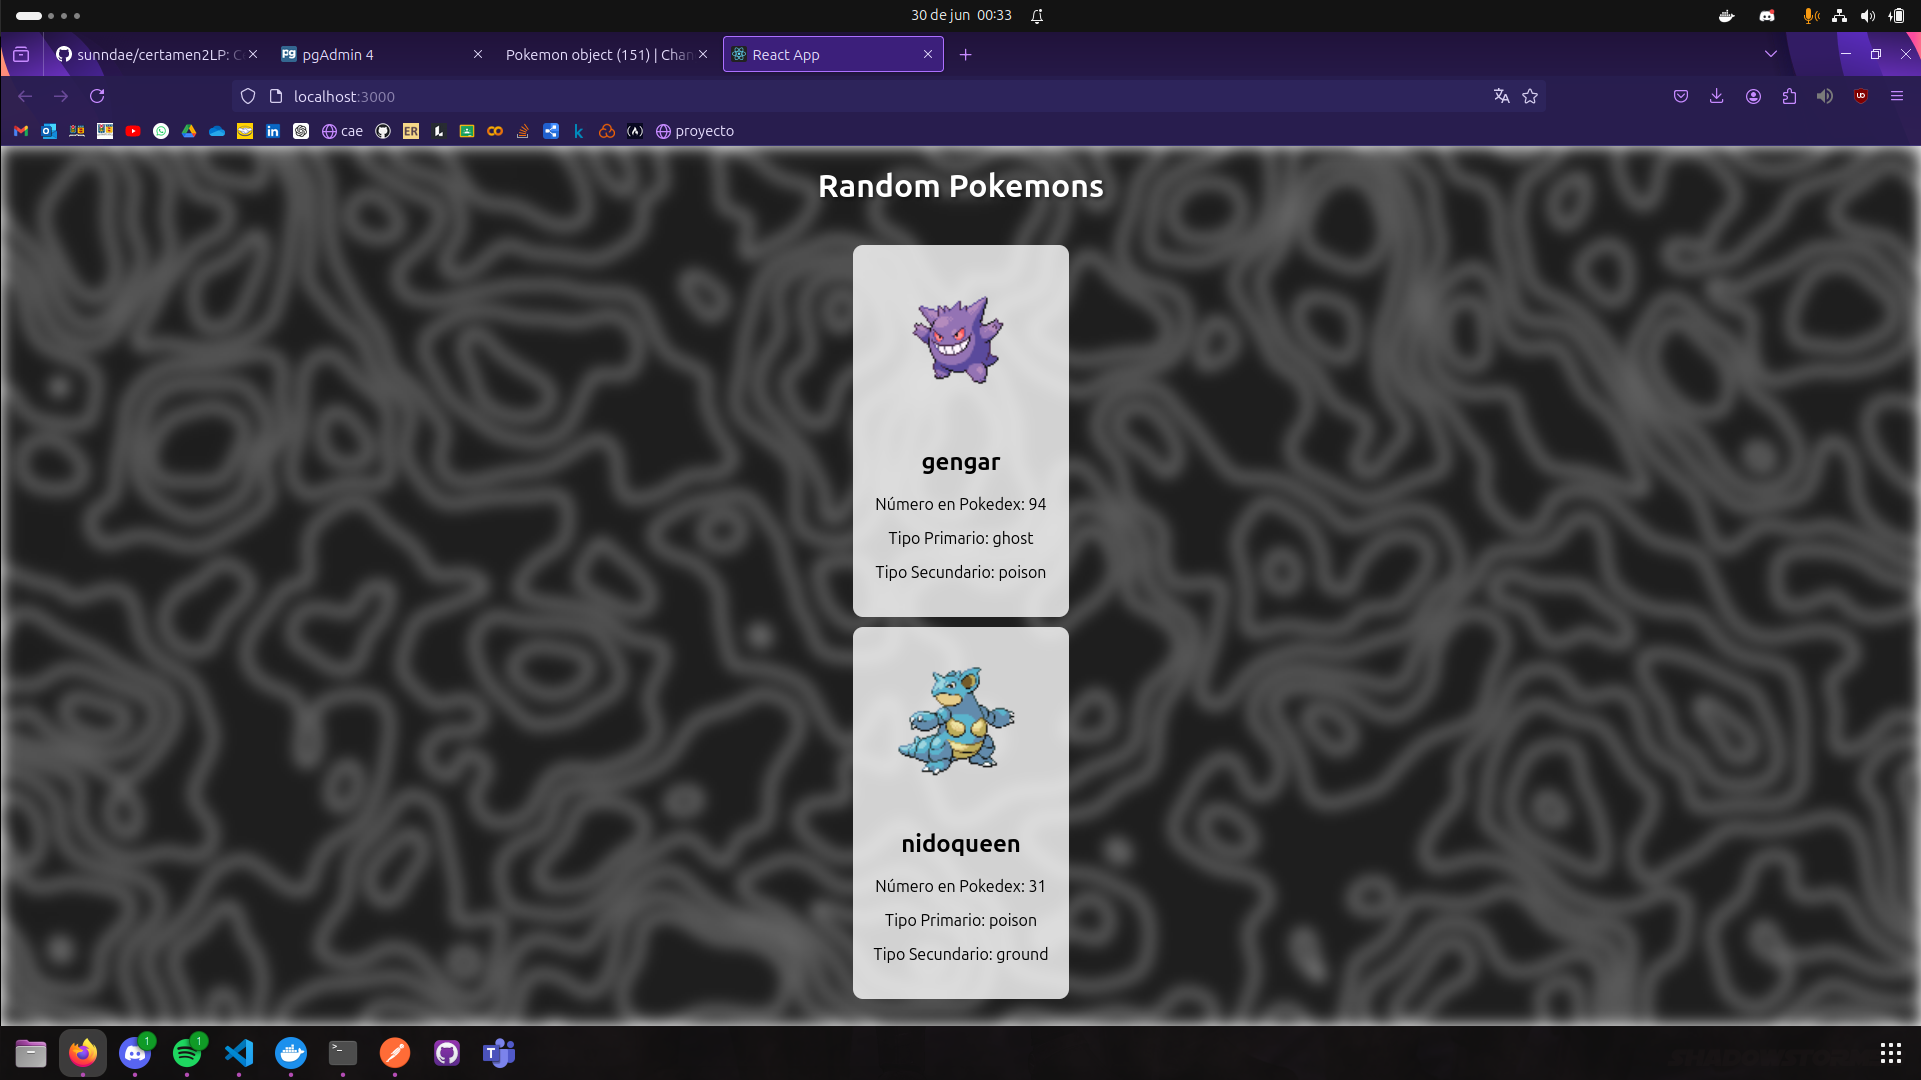 30 de jun 00:33
sunndae/certamen2LP: C
pgAdmin 4
Pokemon object (151) | Chan
React App
localhost:3000
cae
ER
proyecto
Random Pokemons
gengar
Número en Pokedex: 94
Tipo Primario: ghost
Tipo Secundario: poison
nidoqueen
Número en Pokedex: 31
Tipo Primario: poison
Tipo Secundario: ground
1
1